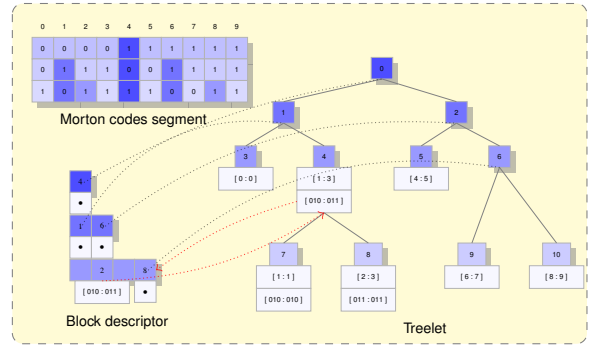 0 1 2 3 4 5 6 7 8 9
0 0 0 0 1 1 1 1 1 1
0 1 1 1 0 0 1 1 1 1
1 0 1 1 1 1 0 0 1 1
Morton codes segment
0
1 2
3 4 5 6
[ 0 : 0 ] [ 1 : 3 ] [ 4 : 5 ]
[ 010 : 011 ]
7 8 9 10
[ 1 : 1 ] [ 2 : 3 ] [ 6 : 7 ] [ 8 : 9 ]
[ 010 : 010 ] [ 011 : 011 ]
4
1 6
2 8
[ 010 : 011 ]
Block descriptor
Treelet